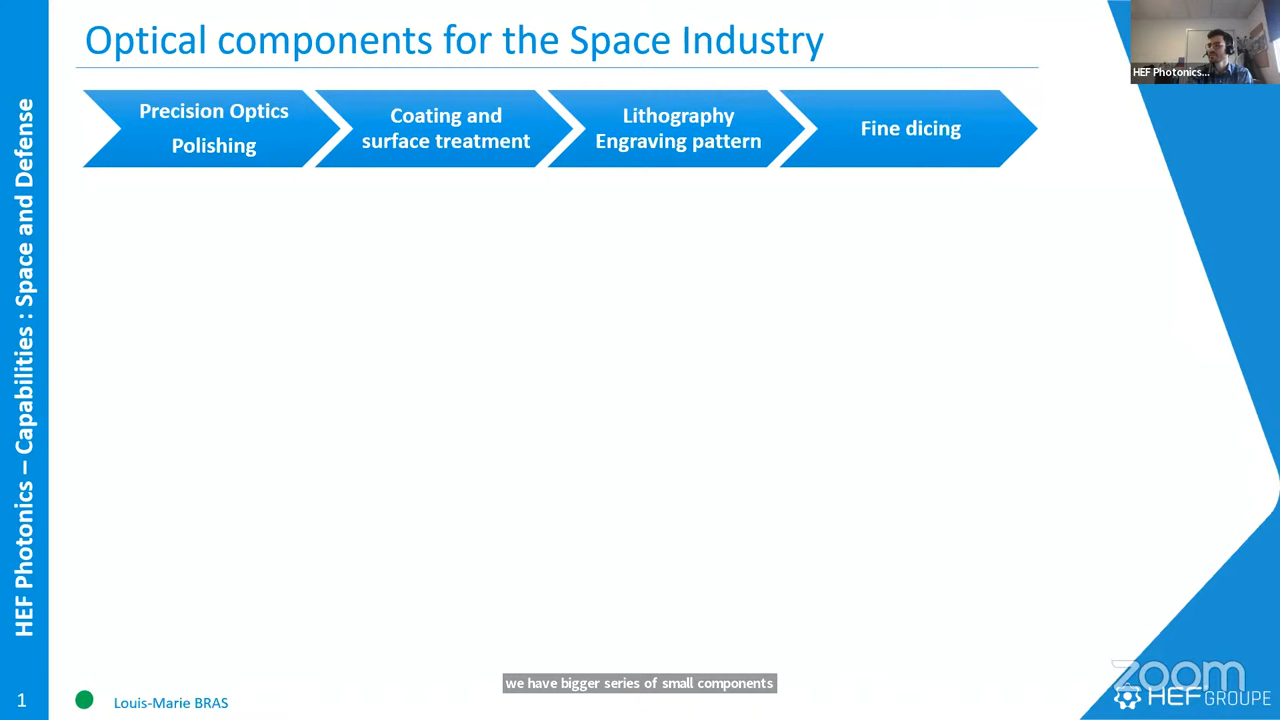 Optical components for the Space Industry
HEF Photonics...
Precision Optics
Polishing
Coating and
surface treatment
Lithography
Engraving pattern
Fine dicing
HEF Photonics – Capabilities : Space and Defense
we have bigger series of small components
1
Louis-Marie BRAS
zoom
HEF GROUPE